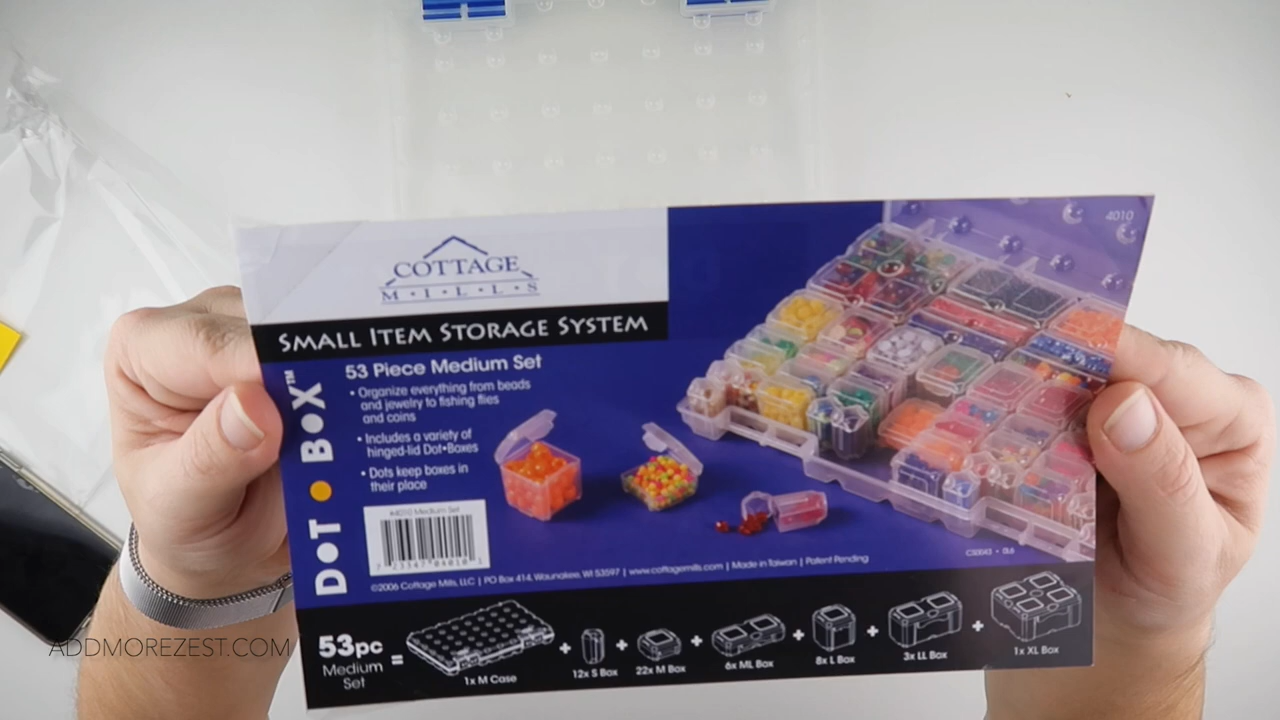 4010
COTTAGE
M•I•L•L•S
SMALL ITEM STORAGE SYSTEM
53 Piece Medium Set
• Organize everything from beads
and jewelry to fishing flies
and coins
• Includes a variety of
hinged-lid Dot•Boxes
• Dots keep boxes in
their place
DOT • BOX™
#4010 Medium Set
7 23547 04010 1
©2006 Cottage Mills, LLC | PO Box 414, Waunakee, WI 53597 | www.cottagemills.com | Made in Taiwan | Patent Pending
53pc
Medium
Set
=
1x M Case
+
12x S Box
+
22x M Box
+
6x ML Box
+
8x L Box
+
3x LL Box
+
1x XL Box
ADDMOREZEST.COM